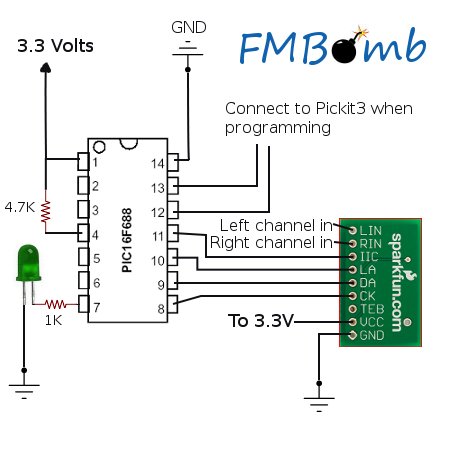 GND
FMBomb
3.3 Volts
Connect to Pickit3 when
programming
1
14
2
13
3
12
4.7K
4
11
5
10
6
9
7
8
PIC16F688
1K
Left channel in
Right channel in
To 3.3V
LIN
RIN
IIC
LA
DA
CK
TEB
VCC
GND
sparkfun.com